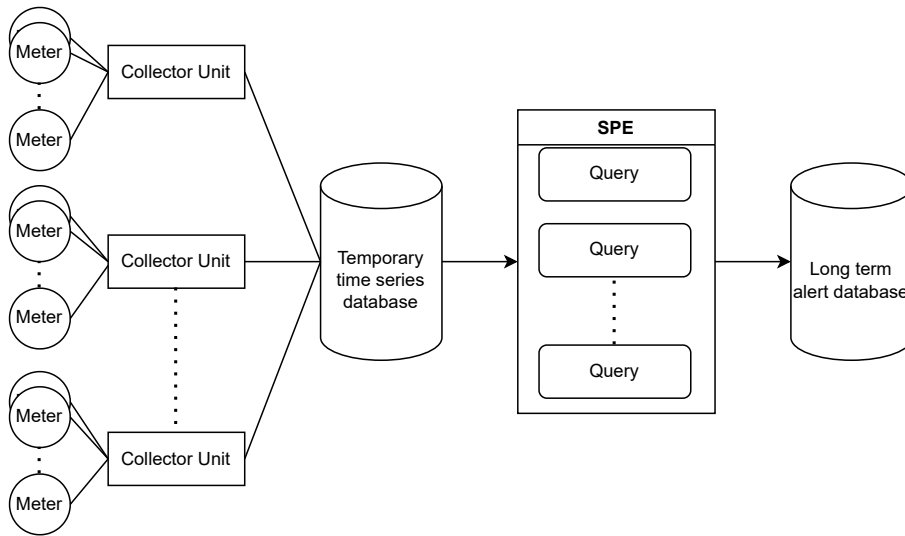 Meter
Meter
Collector Unit
Meter
Meter
Collector Unit
Meter
Meter
Collector Unit
Temporary
time series
database
SPE
Query
Query
Query
Long term
alert database